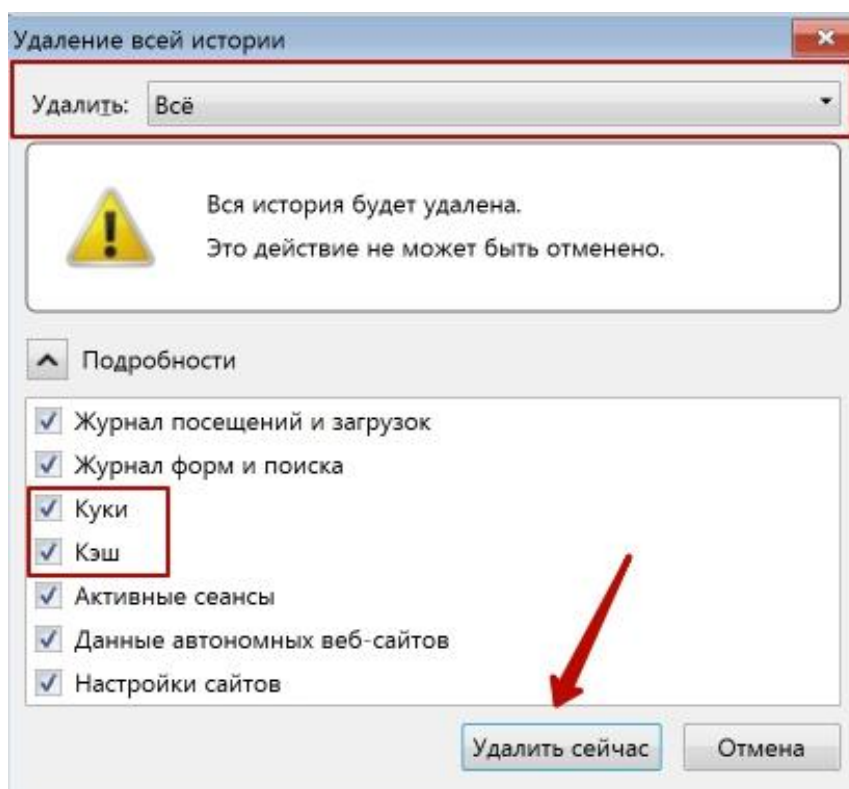 Удаление всей истории
Удалить: Всё
Вся история будет удалена.
Это действие не может быть отменено.
Подробности
Журнал посещений и загрузок
Журнал форм и поиска
Куки
Кэш
Активные сеансы
Данные автономных веб-сайтов
Настройки сайтов
Удалить сейчас Отмена